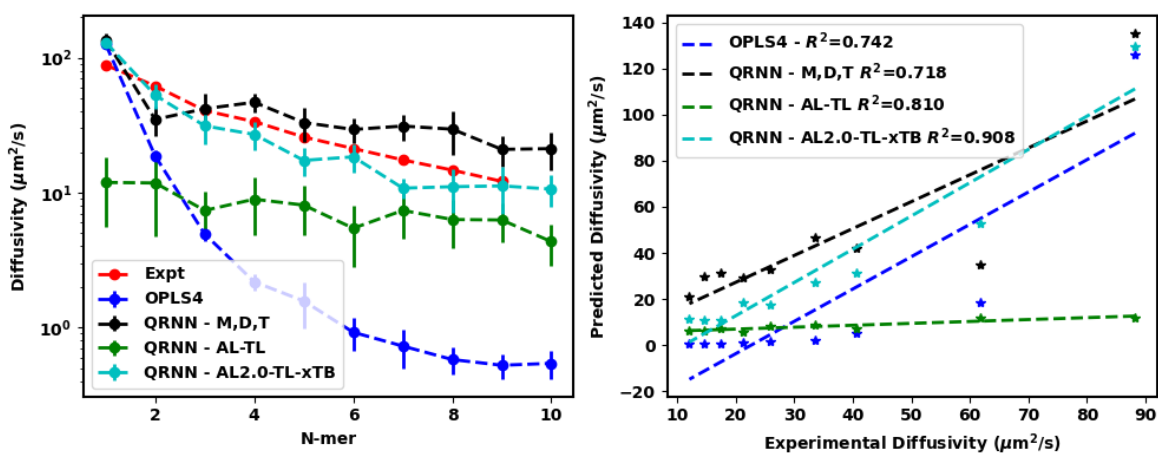 10²
10¹
10⁰
Diffusivity (μm²/s)
Expt
OPLS4
QRNN - M,D,T
QRNN - AL-TL
QRNN - AL2.0-TL-xTB
2 4 6 8 10
N-mer
140
120
100
80
60
40
20
0
−20
Predicted Diffusivity (μm²/s)
OPLS4 - R²=0.742
QRNN - M,D,T R²=0.718
QRNN - AL-TL R²=0.810
QRNN - AL2.0-TL-xTB R²=0.908
10 20 30 40 50 60 70 80 90
Experimental Diffusivity (μm²/s)